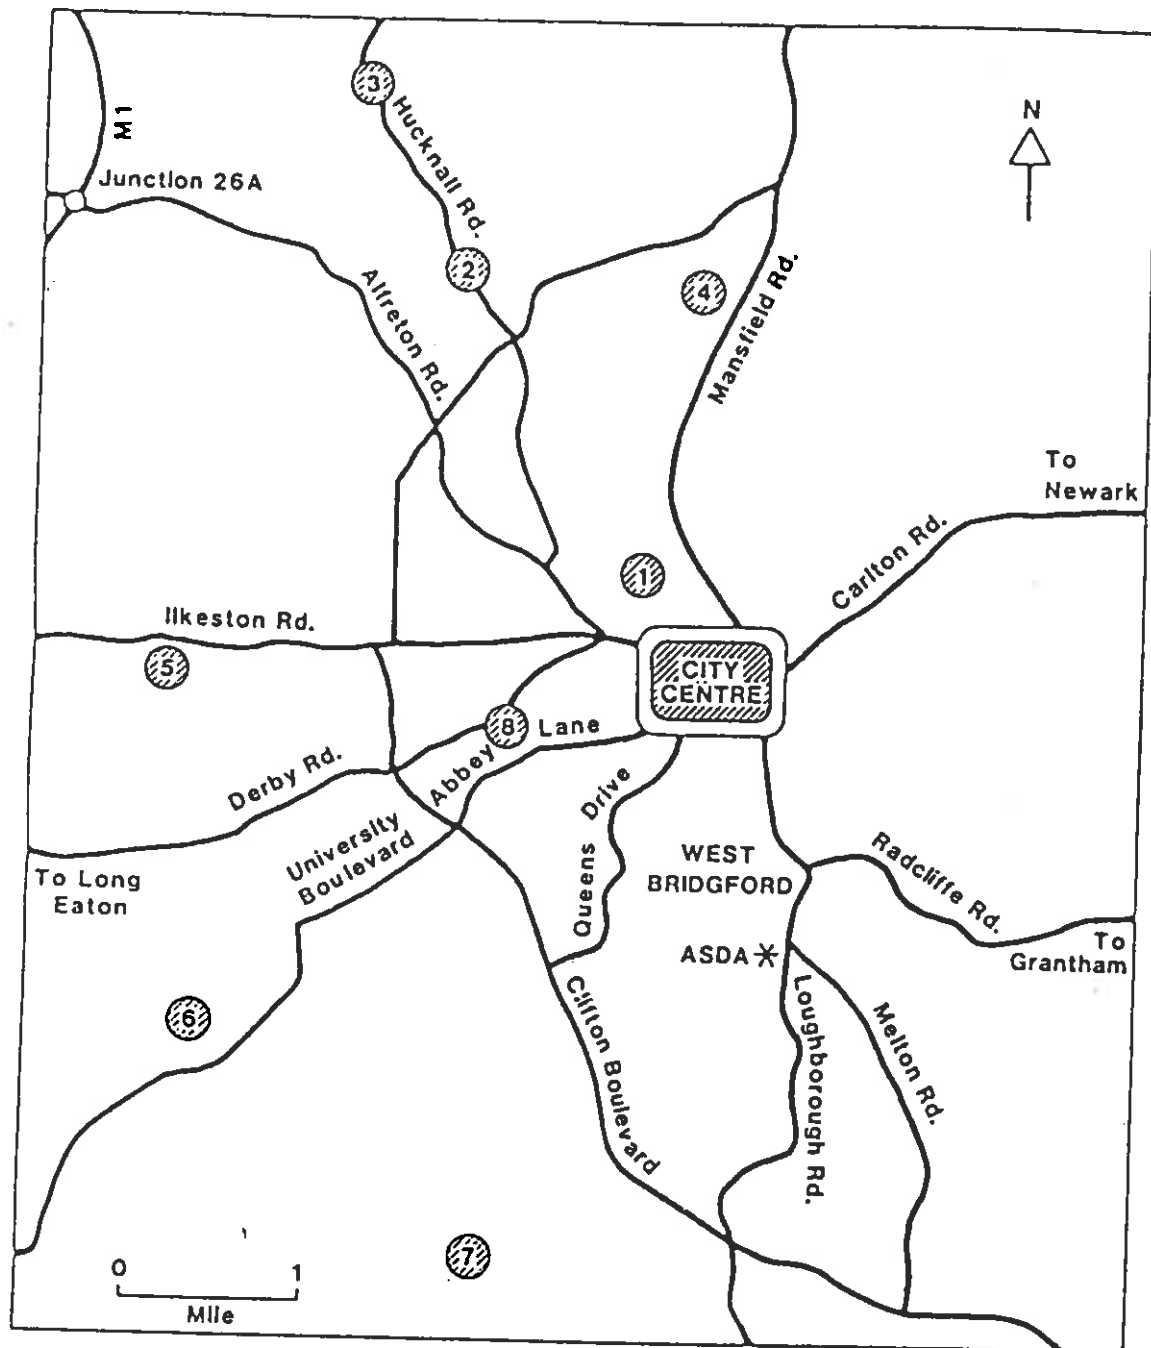 3
M1
Hucknall Rd.
N
Junction 26A
2
4
Mansfield Rd.
Alfreton Rd.
To
Newark
Carlton Rd.
1
Ilkeston Rd.
5
CITY
CENTRE
8
Abbey Lane
Derby Rd.
University
Boulevard
Queens Drive
WEST
BRIDGFORD
Radcliffe Rd.
To Long
Eaton
ASDA
To
Grantham
6
Clifton Boulevard
Loughborough Rd.
Melton Rd.
7
0 1
Mile